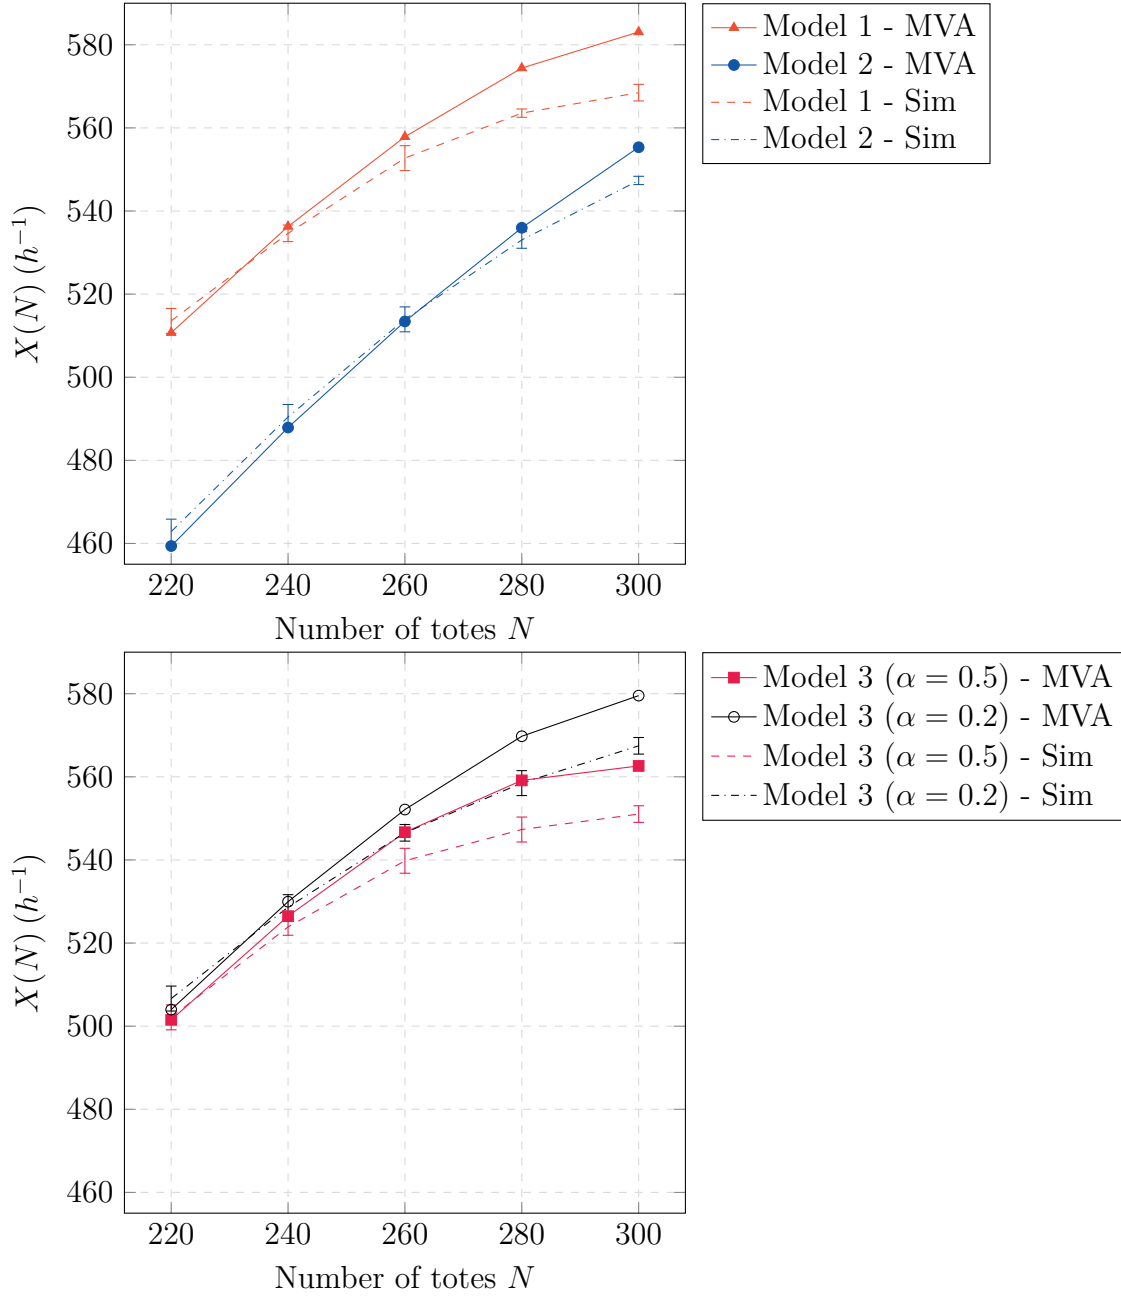 580
560
540
520
500
480
460
220 240 260 280 300
X(N) (h⁻¹)
Number of totes N
Model 1 - MVA
Model 2 - MVA
Model 1 - Sim
Model 2 - Sim
580
560
540
520
500
480
460
220 240 260 280 300
X(N) (h⁻¹)
Number of totes N
Model 3 (α = 0.5) - MVA
Model 3 (α = 0.2) - MVA
Model 3 (α = 0.5) - Sim
Model 3 (α = 0.2) - Sim